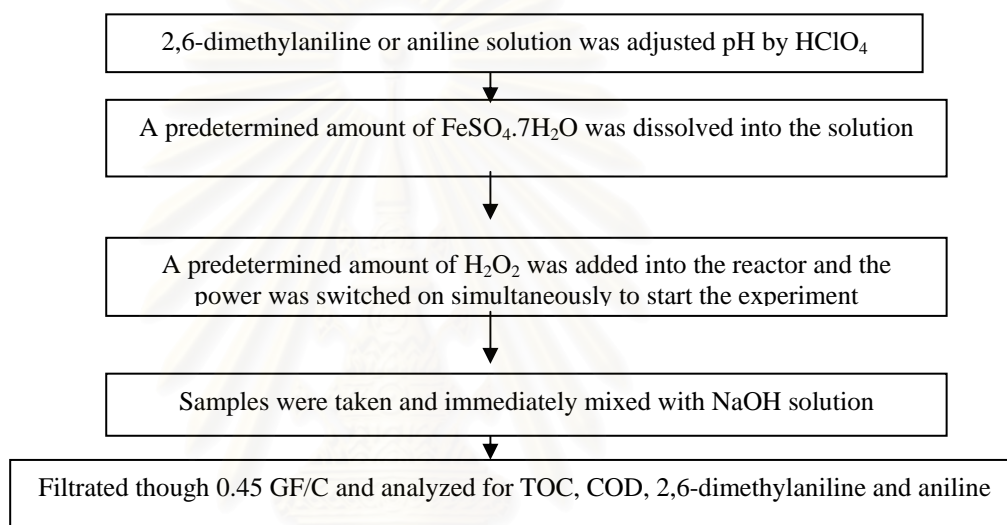 2,6-dimethylaniline or aniline solution was adjusted pH by HClO₄
A predetermined amount of FeSO₄.7H₂O was dissolved into the solution
A predetermined amount of H₂O₂ was added into the reactor and the
power was switched on simultaneously to start the experiment
Samples were taken and immediately mixed with NaOH solution
Filtrated though 0.45 GF/C and analyzed for TOC, COD, 2,6-dimethylaniline and aniline